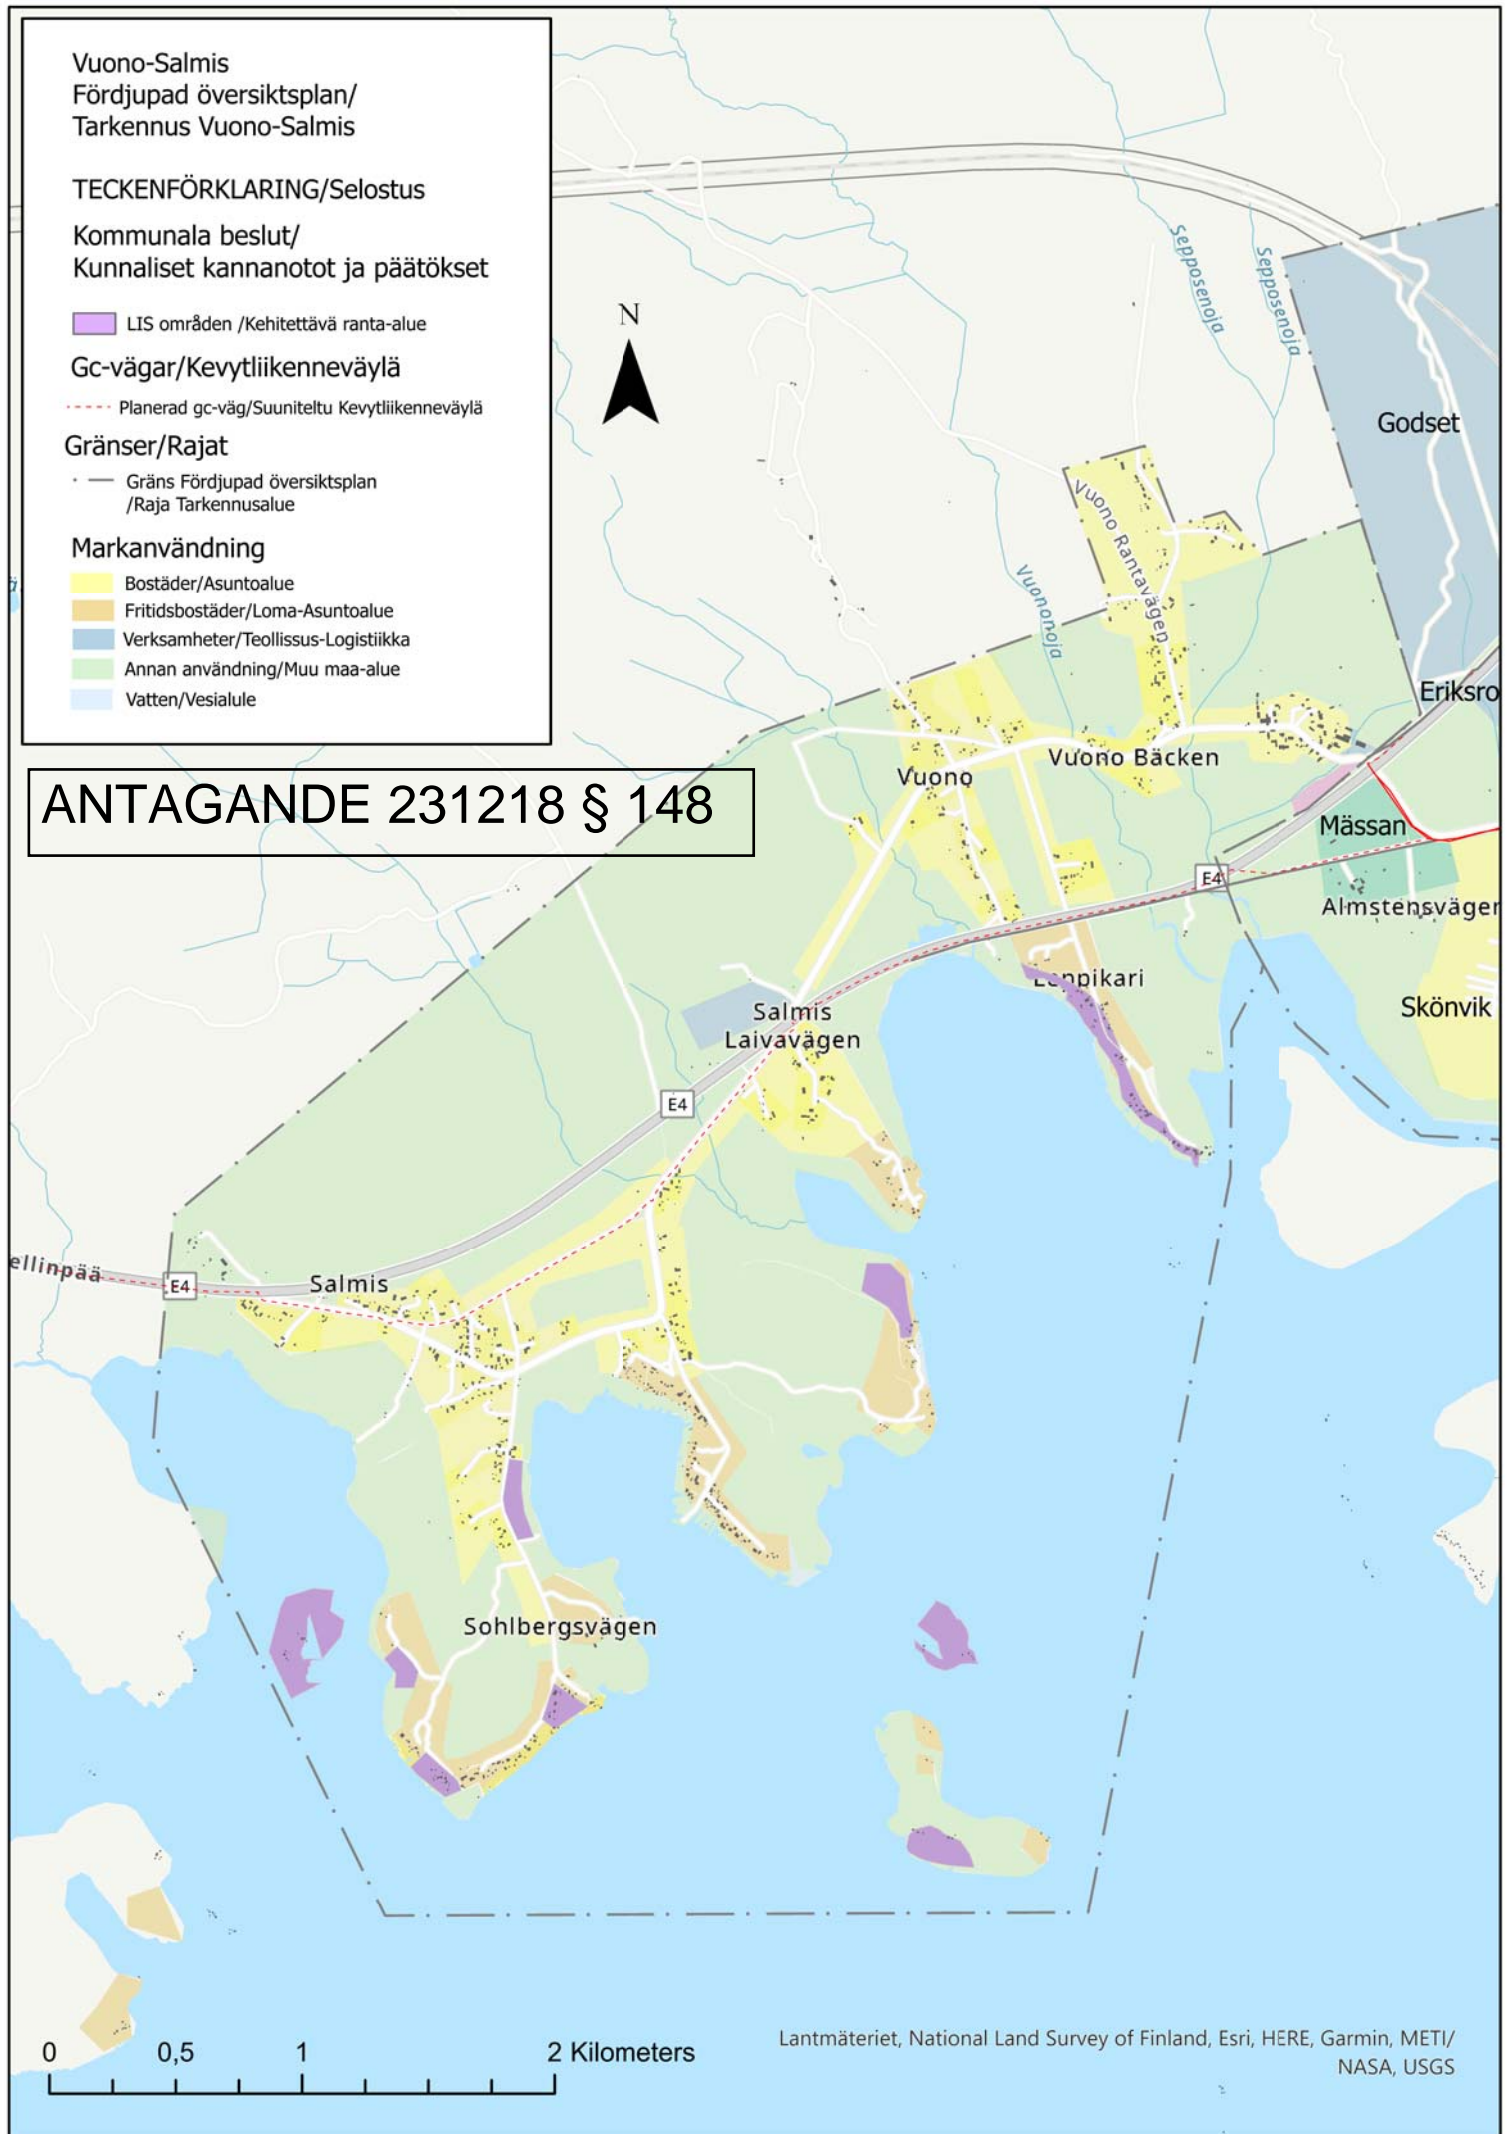 Vuono-Salmis
Fördjupad översiktsplan/
Tarkennus Vuono-Salmis
TECKENFÖRKLARING/Selostus
Kommunala beslut/
Kunnaliset kannanotot ja päätökset
LIS områden /Kehitettävä ranta-alue
Gc-vägar/Kevytliikenneväylä
Planerad gc-väg/Suuniteltu Kevytliikenneväylä
Gränser/Rajat
Gräns Fördjupad översiktsplan
/Raja Tarkennusalue
Markanvändning
Bostäder/Asuntoalue
Fritidsbostäder/Loma-Asuntoalue
Verksamheter/Teollissus-Logistiikka
Annan användning/Muu maa-alue
Vatten/Vesialule
ANTAGANDE 231218 § 148
N
Sepposenoja
Sepposenoja
Godset
Vuono Rantavägen
Vuononoja
Eriksro
Vuono Bäcken
Vuono
Mässan
E4
Almstensvägen
Leppikari
Skönvik
Salmis
Laivavägen
E4
ellinpää
E4
Salmis
Sohlbergsvägen
0 0,5 1 2 Kilometers
Lantmäteriet, National Land Survey of Finland, Esri, HERE, Garmin, METI/
NASA, USGS